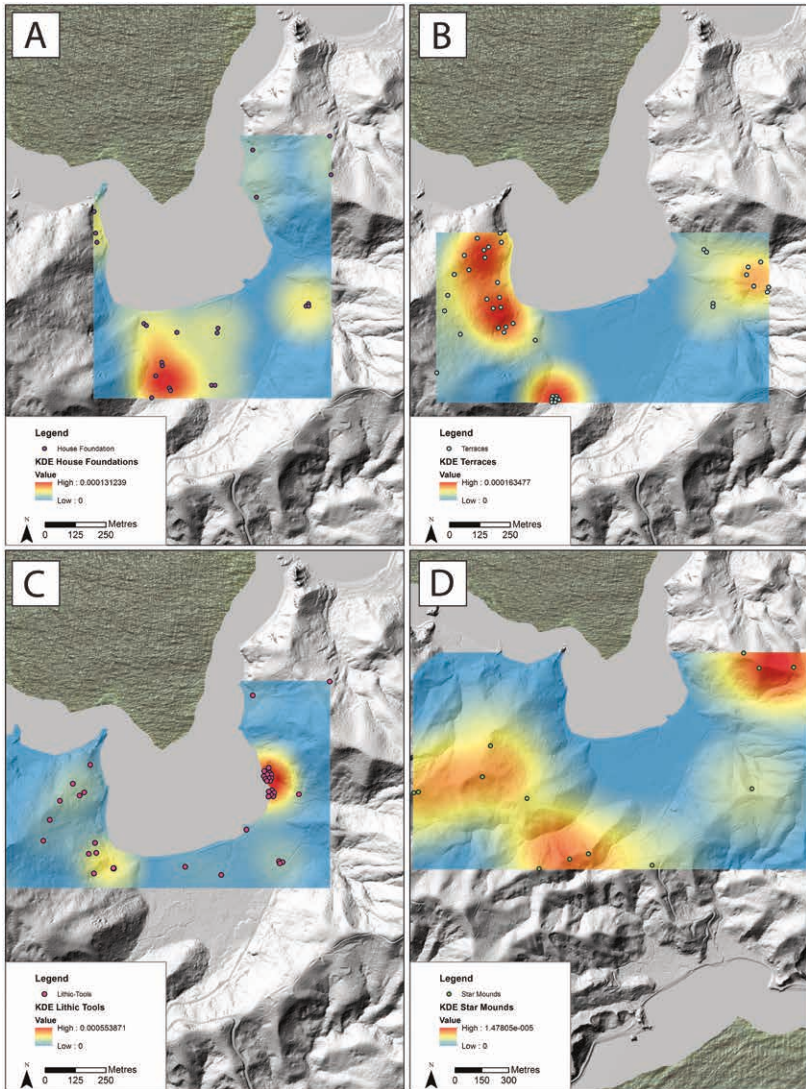 A
Legend
House Foundation
KDE House Foundations
Value
High : 0.000131239
Low : 0
N
Metres
0 125 250
B
Legend
Terraces
KDE Terraces
Value
High : 0.000163477
Low : 0
N
Metres
0 125 250
C
Legend
Lithic-Tools
KDE Lithic Tools
Value
High : 0.000553871
Low : 0
N
Metres
0 125 250
D
Legend
Star Mounds
KDE Star Mounds
Value
High : 1.47805e-005
Low : 0
N
Metres
0 150 300